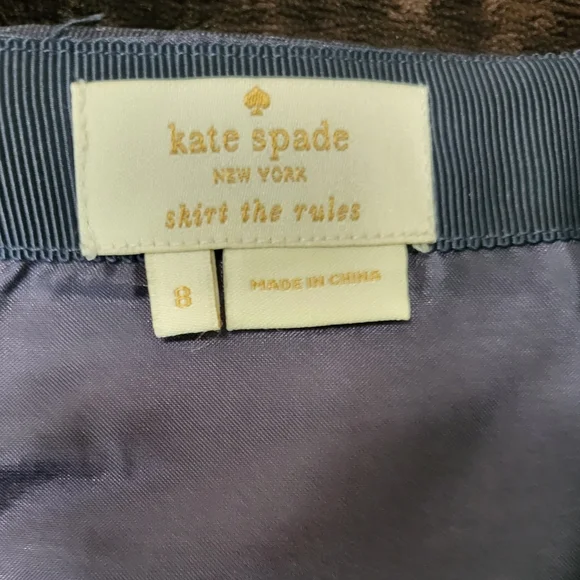 kate spade
NEW YORK
skirt the rules
8
MADE IN CHINA